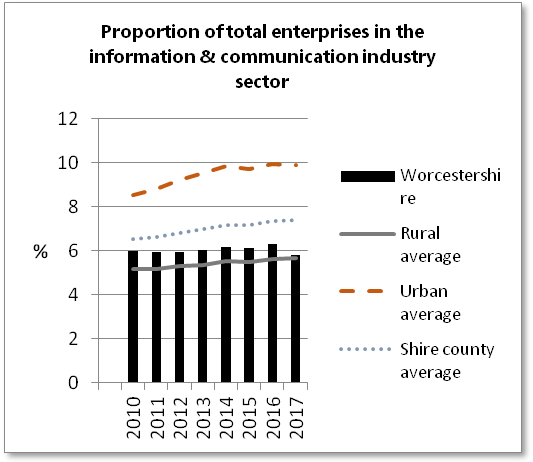 Proportion of total enterprises in the
information & communication industry
sector
12
10
8
6
4
2
0
%
2010
2011
2012
2013
2014
2015
2016
2017
Worcestershi
re
Rural
average
Urban
average
Shire county
average